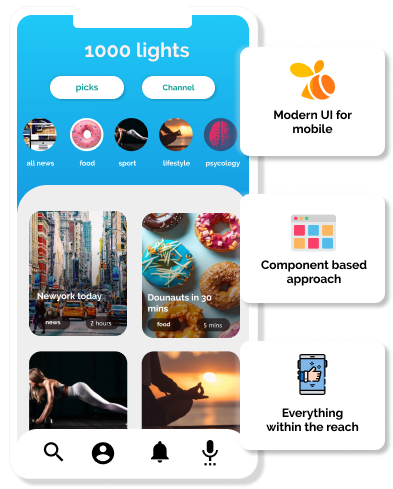 1000 lights
picks
Channel
all news
food
sport
lifestyle
psycology
Newyork today
news
2 hours
Dounauts in 30
mins
food
5 mins
Modern UI for
mobile
Component based
approach
Everything
within the reach